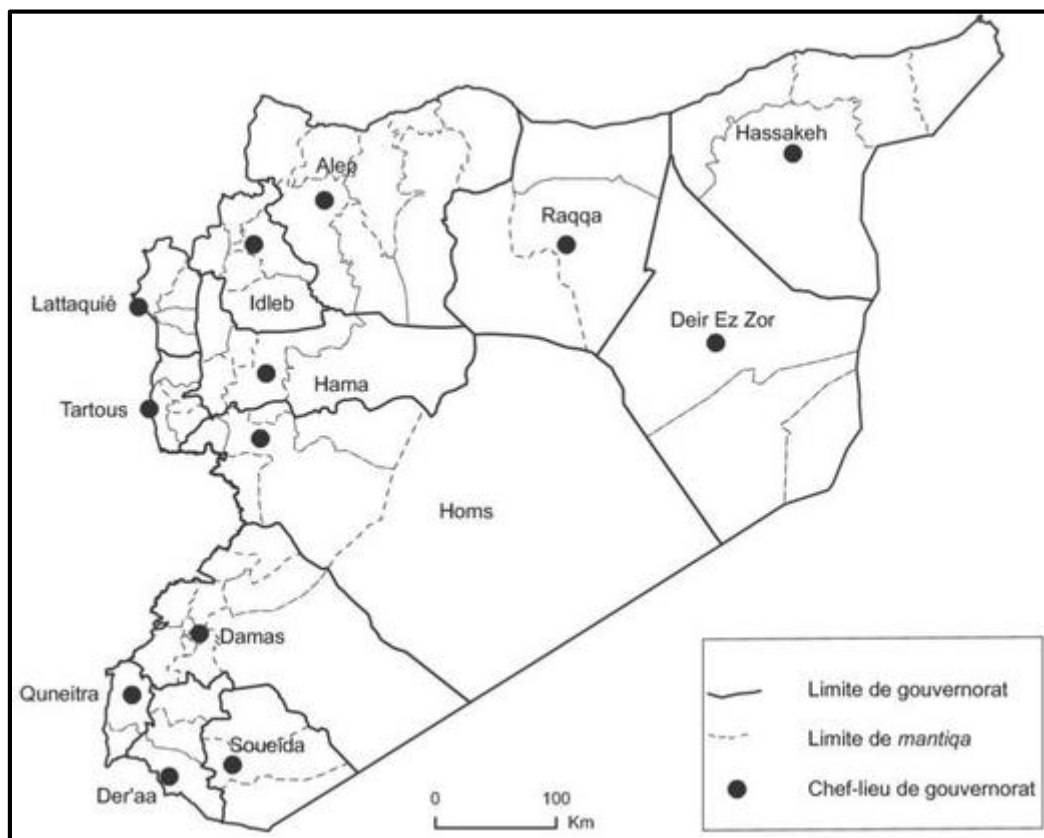 Hassakeh
Alep
Raqqa
Idleb
Lattaquié
Deir Ez Zor
Hama
Tartous
Homs
Damas
Quneitra
Soueïda
Der'aa
Limite de gouvernorat
Limite de mantiqa
Chef-lieu de gouvernorat
0 100
Km